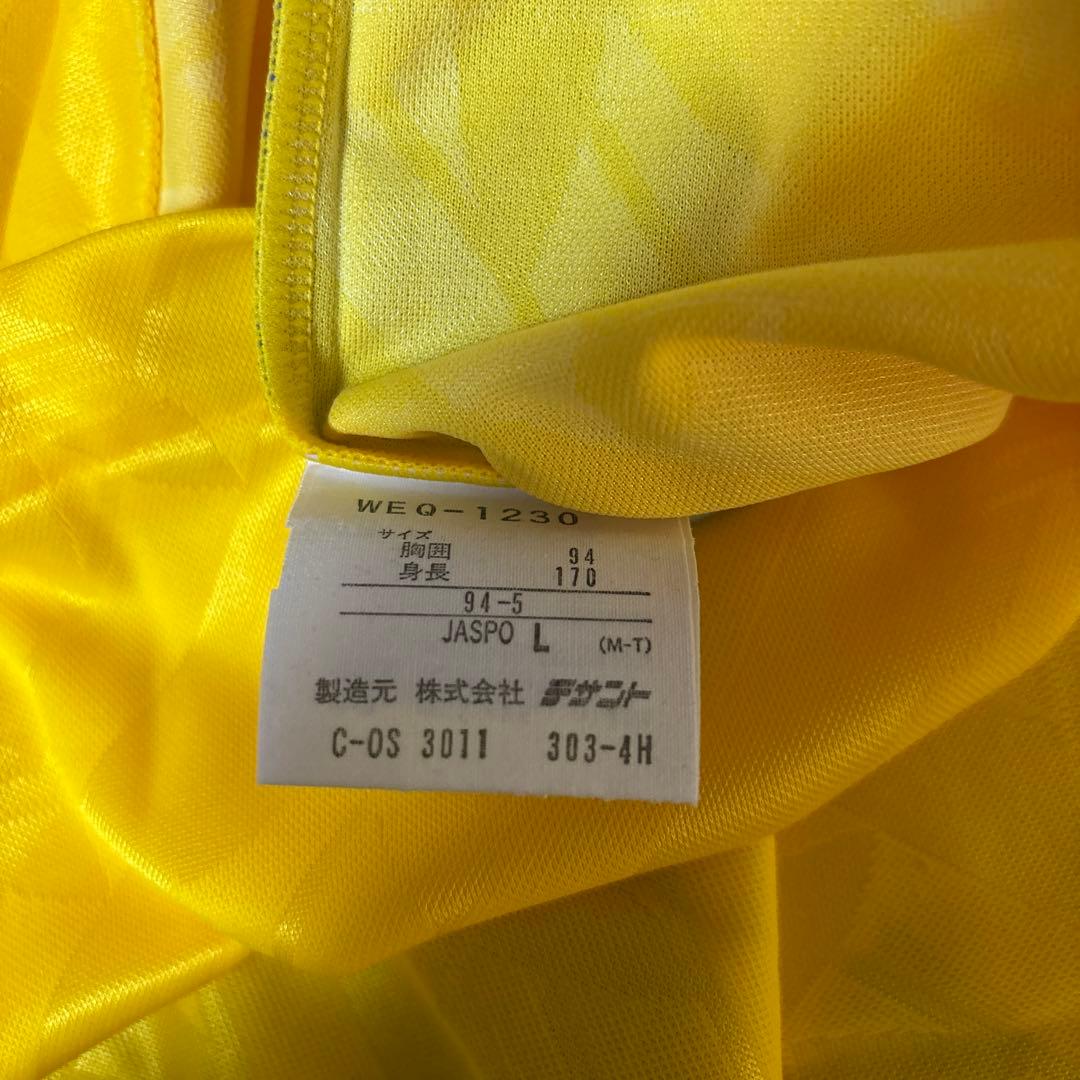 WEQ-1230
サイズ
胸囲 94
身長 170
94-5
JASPO L (M-T)
製造元 株式会社 デサント
C-OS 3011 303-4H